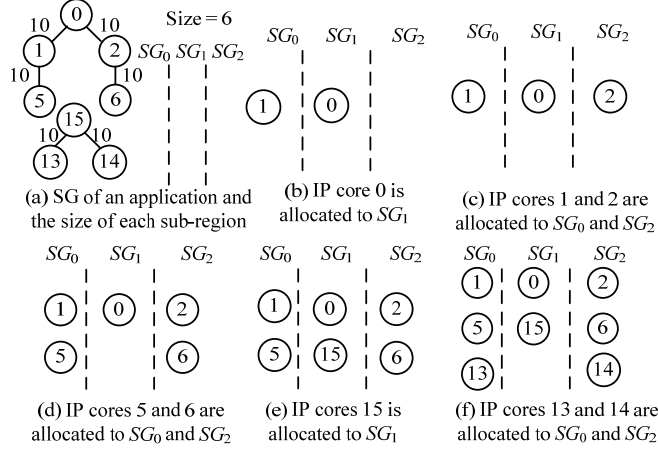 0 Size = 6
10 10
1 2 SG0 SG1 SG2
10 10
5 6
15
10 10
13 14
(a) SG of an application and
the size of each sub-region
SG0 SG1 SG2
1 0
(b) IP core 0 is
allocated to SG1
SG0 SG1 SG2
1 0 2
(c) IP cores 1 and 2 are
allocated to SG0 and SG2
SG0 SG1 SG2
1 0 2
5 6
(d) IP cores 5 and 6 are
allocated to SG0 and SG2
SG0 SG1 SG2
1 0 2
5 15 6
(e) IP cores 15 is
allocated to SG1
SG0 SG1 SG2
1 0 2
5 15 6
13 14
(f) IP cores 13 and 14 are
allocated to SG0 and SG2